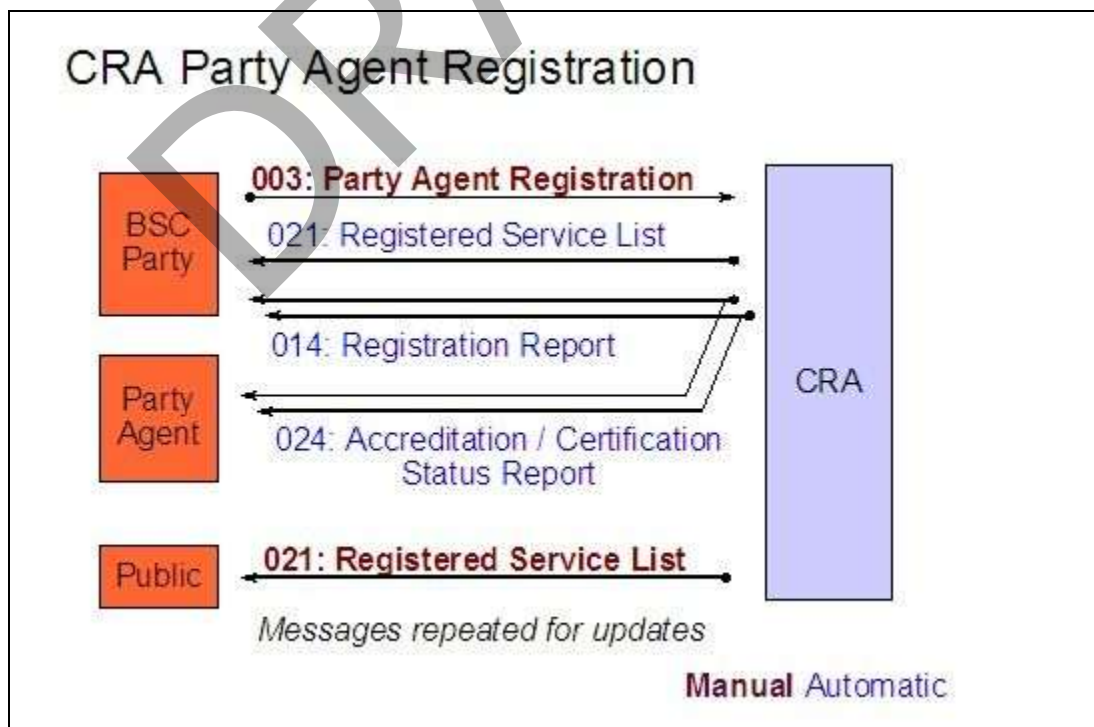 CRA Party Agent Registration
BSC
Party
003: Party Agent Registration
021: Registered Service List
014: Registration Report
Party
Agent
024: Accreditation / Certification
Status Report
CRA
Public
021: Registered Service List
Messages repeated for updates
Manual Automatic